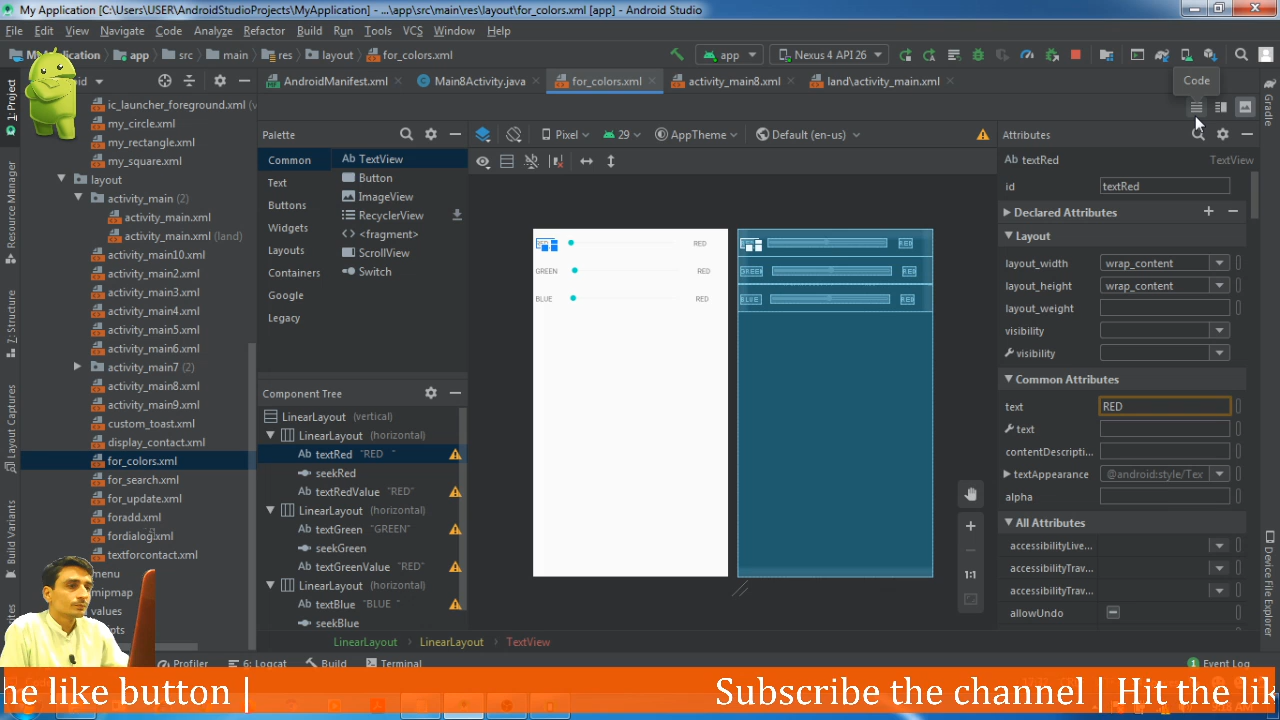 My Application [C:\Users\USER\AndroidStudioProjects\MyApplication] - ...\app\src\main\res\layout\for_colors.xml [app] - Android Studio
File Edit View Navigate Code Analyze Refactor Build Run Tools VCS Window Help
app src main res layout for_colors.xml
app Nexus 4 API 26
AndroidManifest.xml Main8Activity.java for_colors.xml activity_main8.xml land\activity_main.xml
Code
1: Project
Resource Manager
Z: Structure
Layout Captures
Build Variants
Gradle
Device File Explorer
ic_launcher_foreground.xml (v
my_circle.xml
my_rectangle.xml
my_square.xml
layout
activity_main (2)
activity_main.xml
activity_main.xml (land)
activity_main10.xml
activity_main2.xml
activity_main3.xml
activity_main4.xml
activity_main5.xml
activity_main6.xml
activity_main7 (2)
activity_main8.xml
activity_main9.xml
custom_toast.xml
display_contact.xml
for_colors.xml
for_search.xml
for_update.xml
foradd.xml
fordialog.xml
textforcontact.xml
menu
mipmap
values
Palette
Common
Text
Buttons
Widgets
Layouts
Containers
Google
Legacy
Ab TextView
Button
ImageView
RecyclerView
<fragment>
ScrollView
Switch
Pixel 29 AppTheme Default (en-us)
RED
GREEN RED
BLUE RED
RED
GREEN RED
BLUE RED
1:1
Component Tree
LinearLayout (vertical)
LinearLayout (horizontal)
Ab textRed "RED "
seekRed
Ab textRedValue "RED"
LinearLayout (horizontal)
Ab textGreen "GREEN"
seekGreen
Ab textGreenValue "RED"
LinearLayout (horizontal)
Ab textBlue "BLUE "
seekBlue
LinearLayout LinearLayout TextView
Attributes
Ab textRed TextView
id textRed
Declared Attributes
Layout
layout_width wrap_content
layout_height wrap_content
layout_weight
visibility
visibility
Common Attributes
text RED
text
contentDescripti...
textAppearance @android:style/Tex
alpha
All Attributes
accessibilityLive...
accessibilityTrav...
accessibilityTrav...
allowUndo
Profiler 6: Logcat Build Terminal 1 Event Log
he like button | Subscribe the channel | Hit the lik